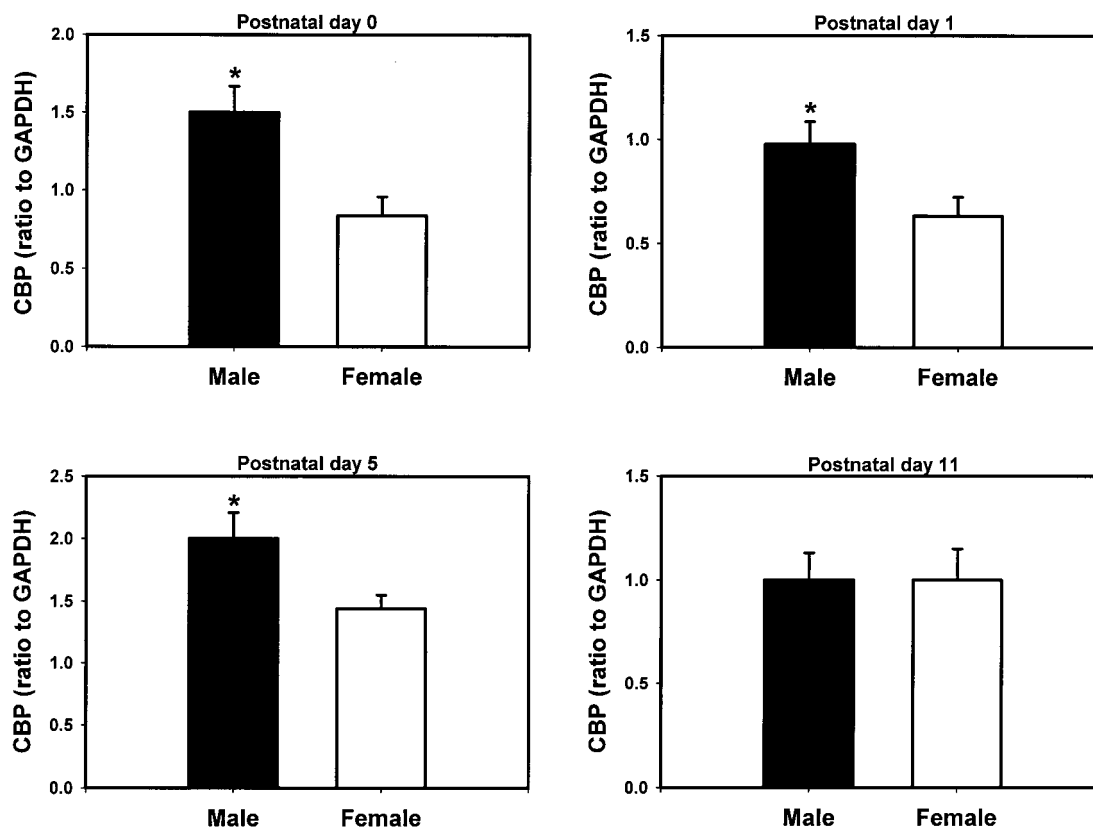 Postnatal day 0
CBP (ratio to GAPDH)
2.0
1.5
1.0
0.5
0.0
*
Male
Female
Postnatal day 1
CBP (ratio to GAPDH)
1.5
1.0
0.5
0.0
*
Male
Female
Postnatal day 5
CBP (ratio to GAPDH)
2.5
2.0
1.5
1.0
0.5
0.0
*
Male
Female
Postnatal day 11
CBP (ratio to GAPDH)
1.5
1.0
0.5
0.0
Male
Female